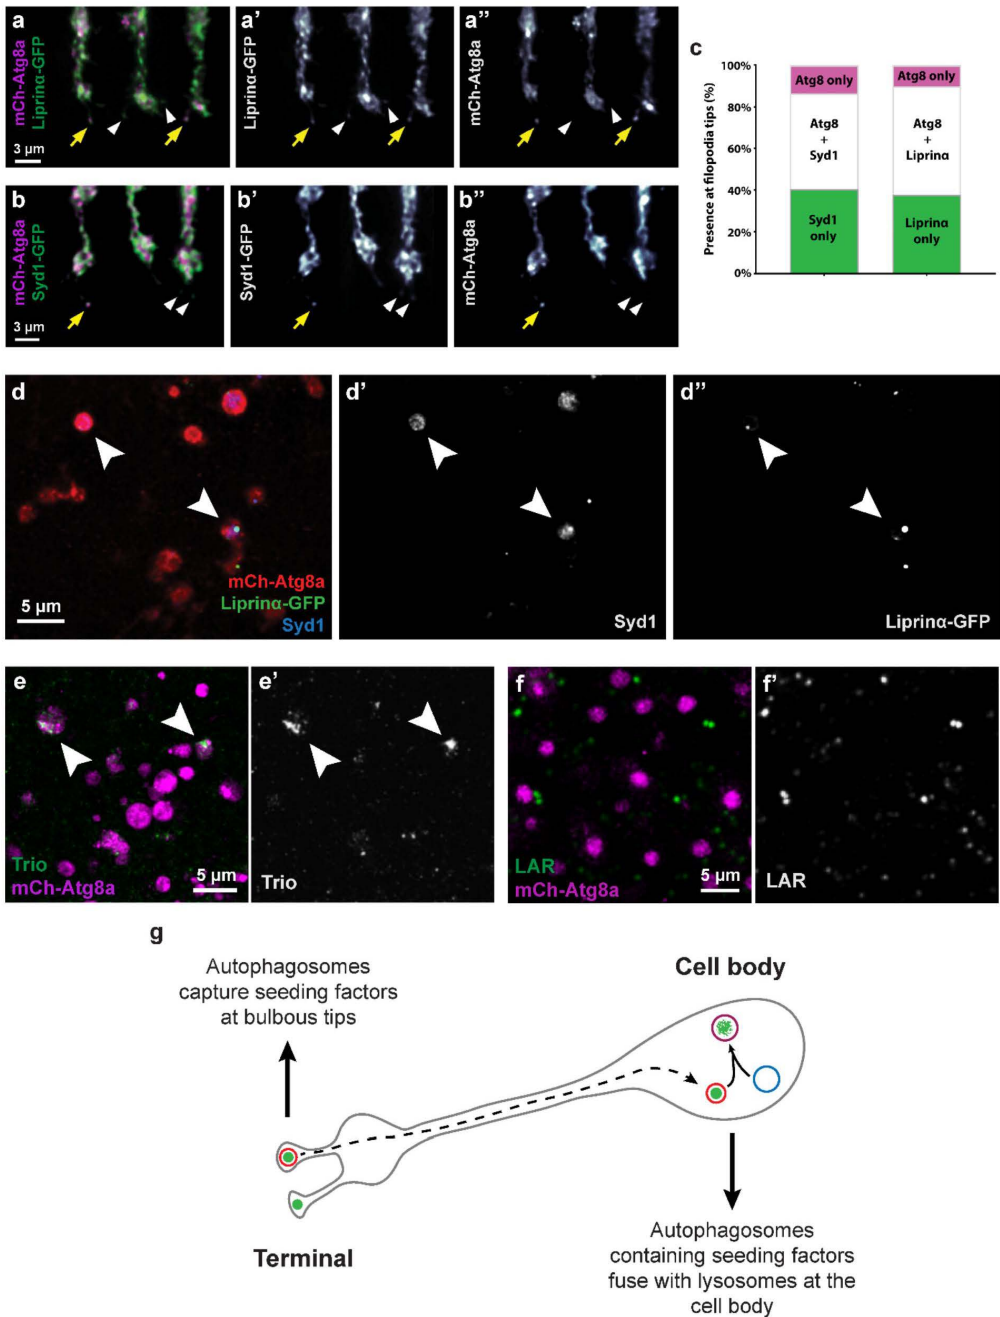 a
mCh-Atg8a
Liprinα-GFP
3 µm
a'
Liprinα-GFP
a''
mCh-Atg8a
b
mCh-Atg8a
Syd1-GFP
3 µm
b'
Syd1-GFP
b''
mCh-Atg8a
c
Presence at filopodia tips (%)
100%
80%
60%
40%
20%
0%
Atg8 only
Atg8
+
Syd1
Syd1
only
Atg8 only
Atg8
+
Liprinα
Liprinα
only
d
mCh-Atg8a
Liprinα-GFP
Syd1
5 µm
d'
Syd1
d''
Liprinα-GFP
e
Trio
mCh-Atg8a
5 µm
e'
Trio
f
LAR
mCh-Atg8a
5 µm
f'
LAR
g
Autophagosomes
capture seeding factors
at bulbous tips
Cell body
Terminal
Autophagosomes
containing seeding factors
fuse with lysosomes at the
cell body